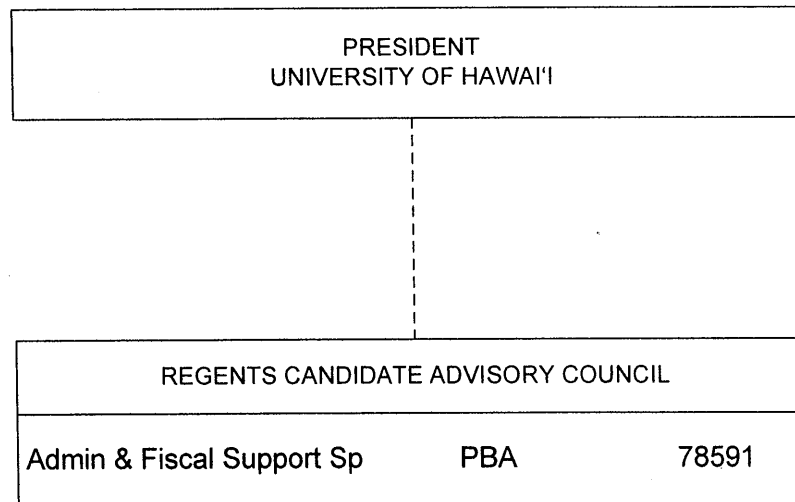 PRESIDENT
UNIVERSITY OF HAWAI‘I
REGENTS CANDIDATE ADVISORY COUNCIL
Admin & Fiscal Support Sp PBA 78591